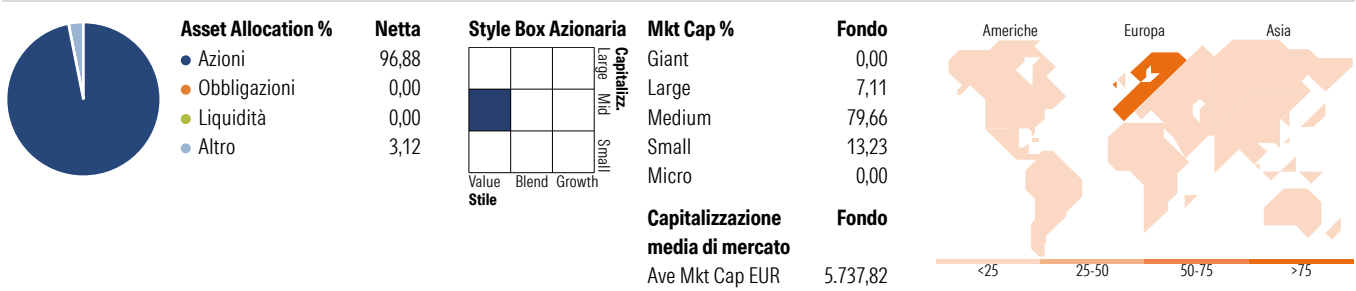 Asset Allocation % Netta
Azioni 96,88
Obbligazioni 0,00
Liquidità 0,00
Altro 3,12
Style Box Azionaria
Capitalizz.
Large Mid Small
Value Blend Growth
Stile
Mkt Cap % Fondo
Giant 0,00
Large 7,11
Medium 79,66
Small 13,23
Micro 0,00
Capitalizzazione Fondo
media di mercato
Ave Mkt Cap EUR 5.737,82
Americhe Europa Asia
<25 25-50 50-75 >75